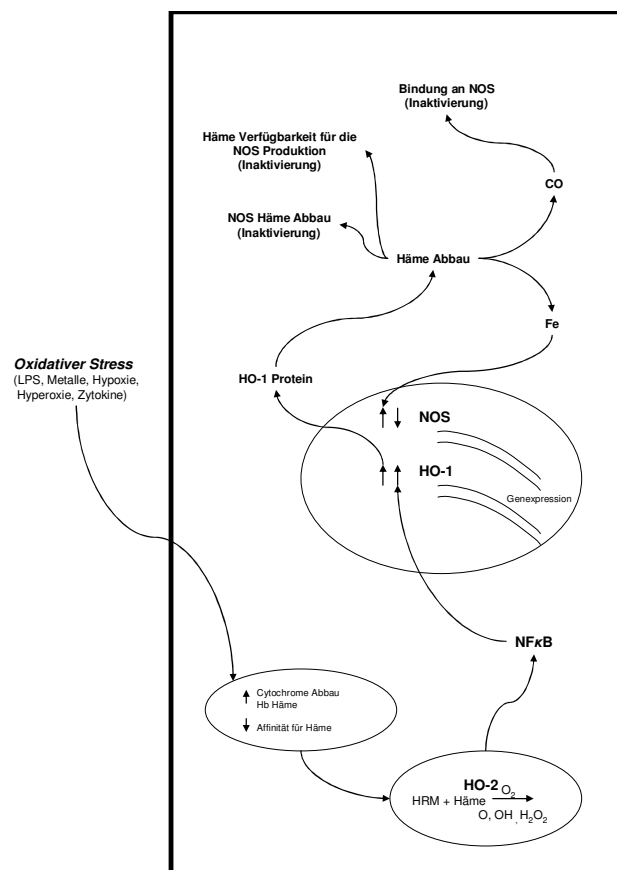 Bindung an NOS
(Inaktivierung)
Häme Verfügbarkeit für die
NOS Produktion
(Inaktivierung)
CO
NOS Häme Abbau
(Inaktivierung)
Häme Abbau
Fe
Oxidativer Stress
(LPS, Metalle, Hypoxie,
Hyperoxie, Zytokine)
HO-1 Protein
NOS
HO-1
Genexpression
NFκB
Cytochrome Abbau
Hb Häme
Affinität für Häme
HO-2 O₂
HRM + Häme
O, OH, H₂O₂